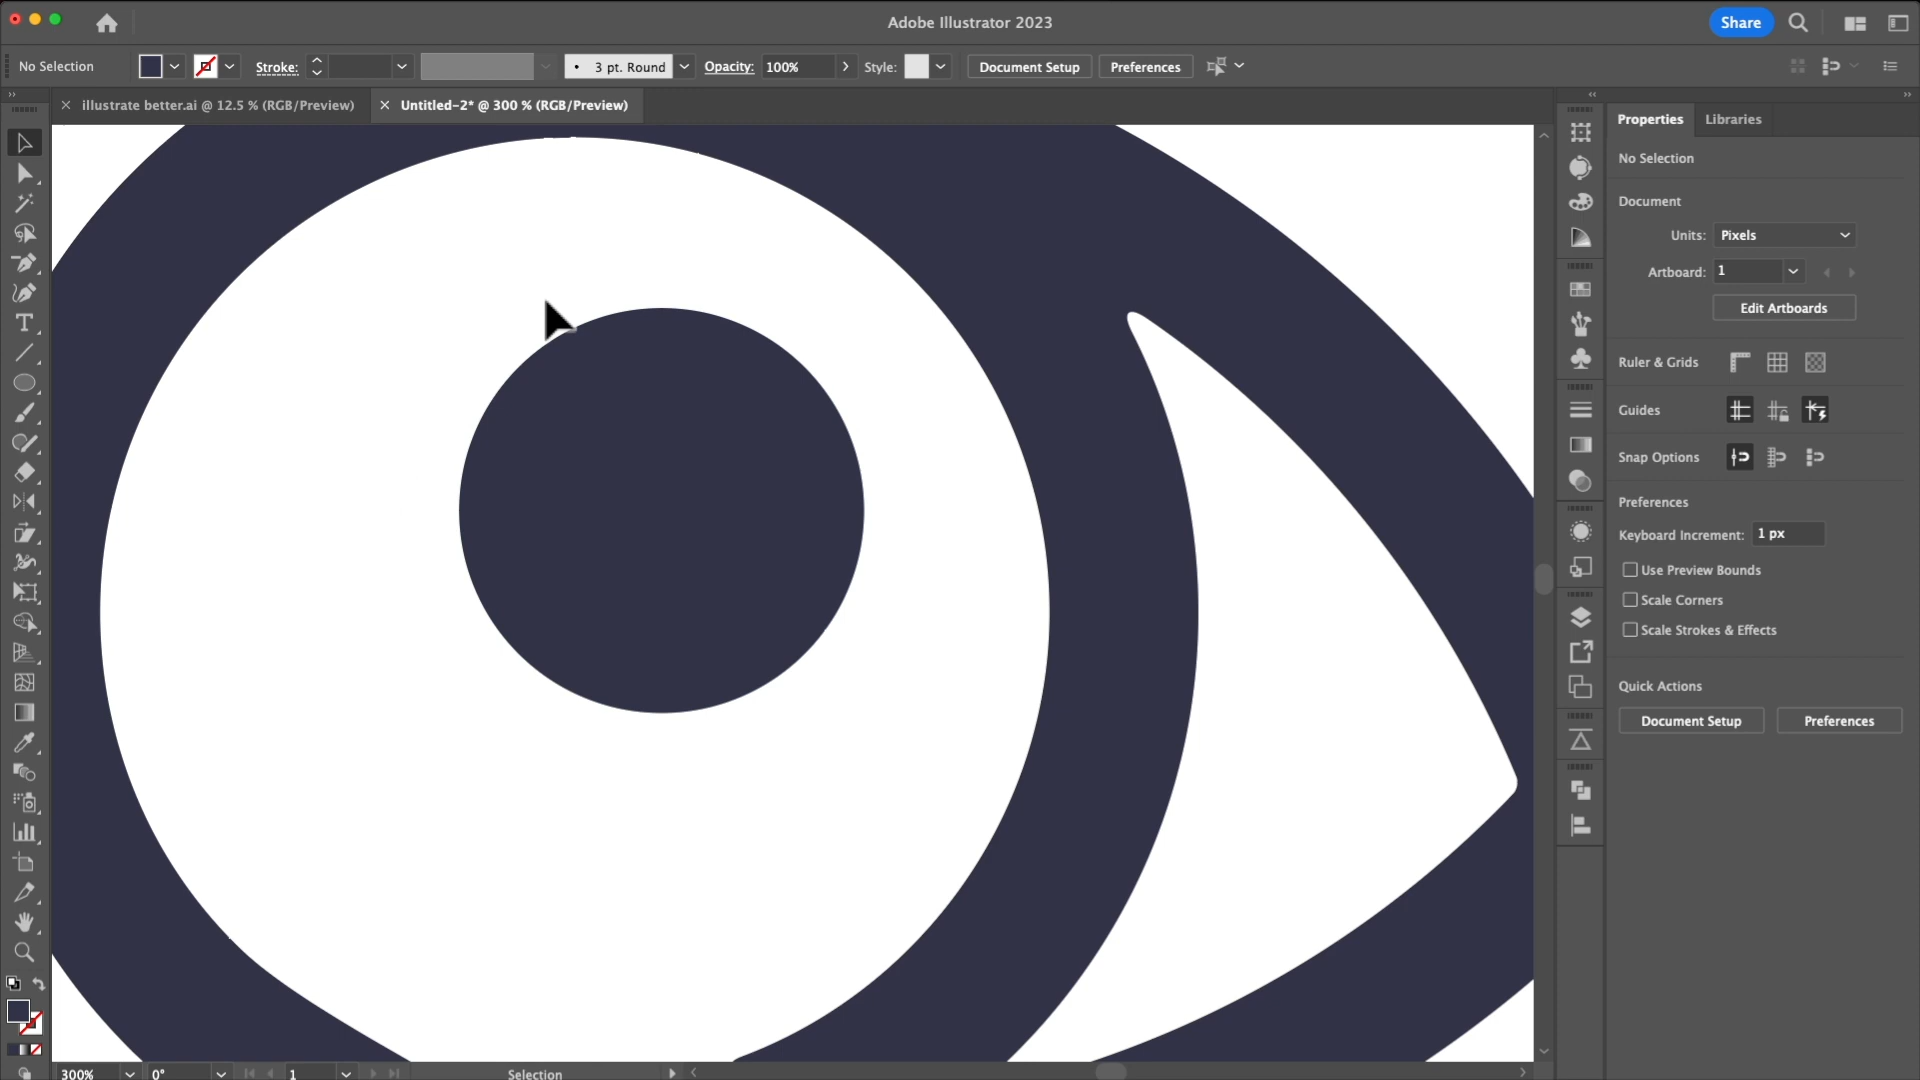 Adobe Illustrator 2023
Share
No Selection
Stroke:
3 pt. Round
Opacity:
100%
Style:
Document Setup
Preferences
illustrate better.ai @ 12.5 % (RGB/Preview)
Untitled-2* @ 300 % (RGB/Preview)
Properties
Libraries
No Selection
Document
Units:
Pixels
Artboard:
1
Edit Artboards
Ruler & Grids
Guides
Snap Options
Preferences
Keyboard Increment:
1 px
Use Preview Bounds
Scale Corners
Scale Strokes & Effects
Quick Actions
Document Setup
Preferences
300%
0°
1
Selection